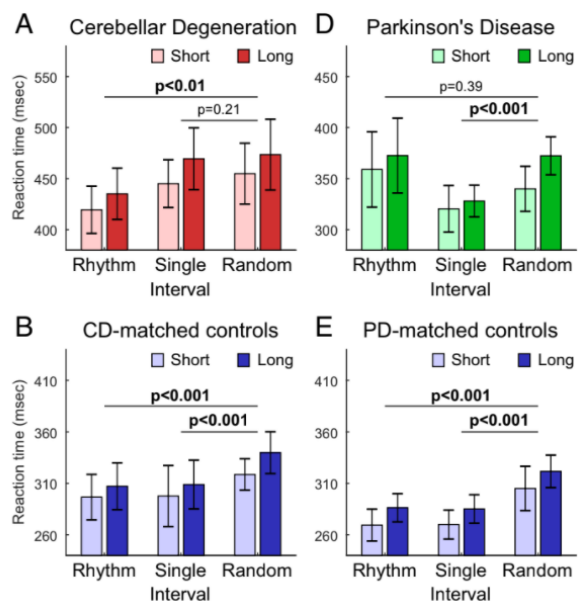 A Cerebellar Degeneration
Short Long
Reaction time (msec)
550
500
450
400
p<0.01
p=0.21
Rhythm Single Random
Interval
D Parkinson's Disease
Short Long
450
400
350
300
p=0.39
p<0.001
Rhythm Single Random
Interval
B CD-matched controls
Short Long
Reaction time (msec)
410
360
310
260
p<0.001
p<0.001
Rhythm Single Random
Interval
E PD-matched controls
Short Long
410
360
310
260
p<0.001
p<0.001
Rhythm Single Random
Interval